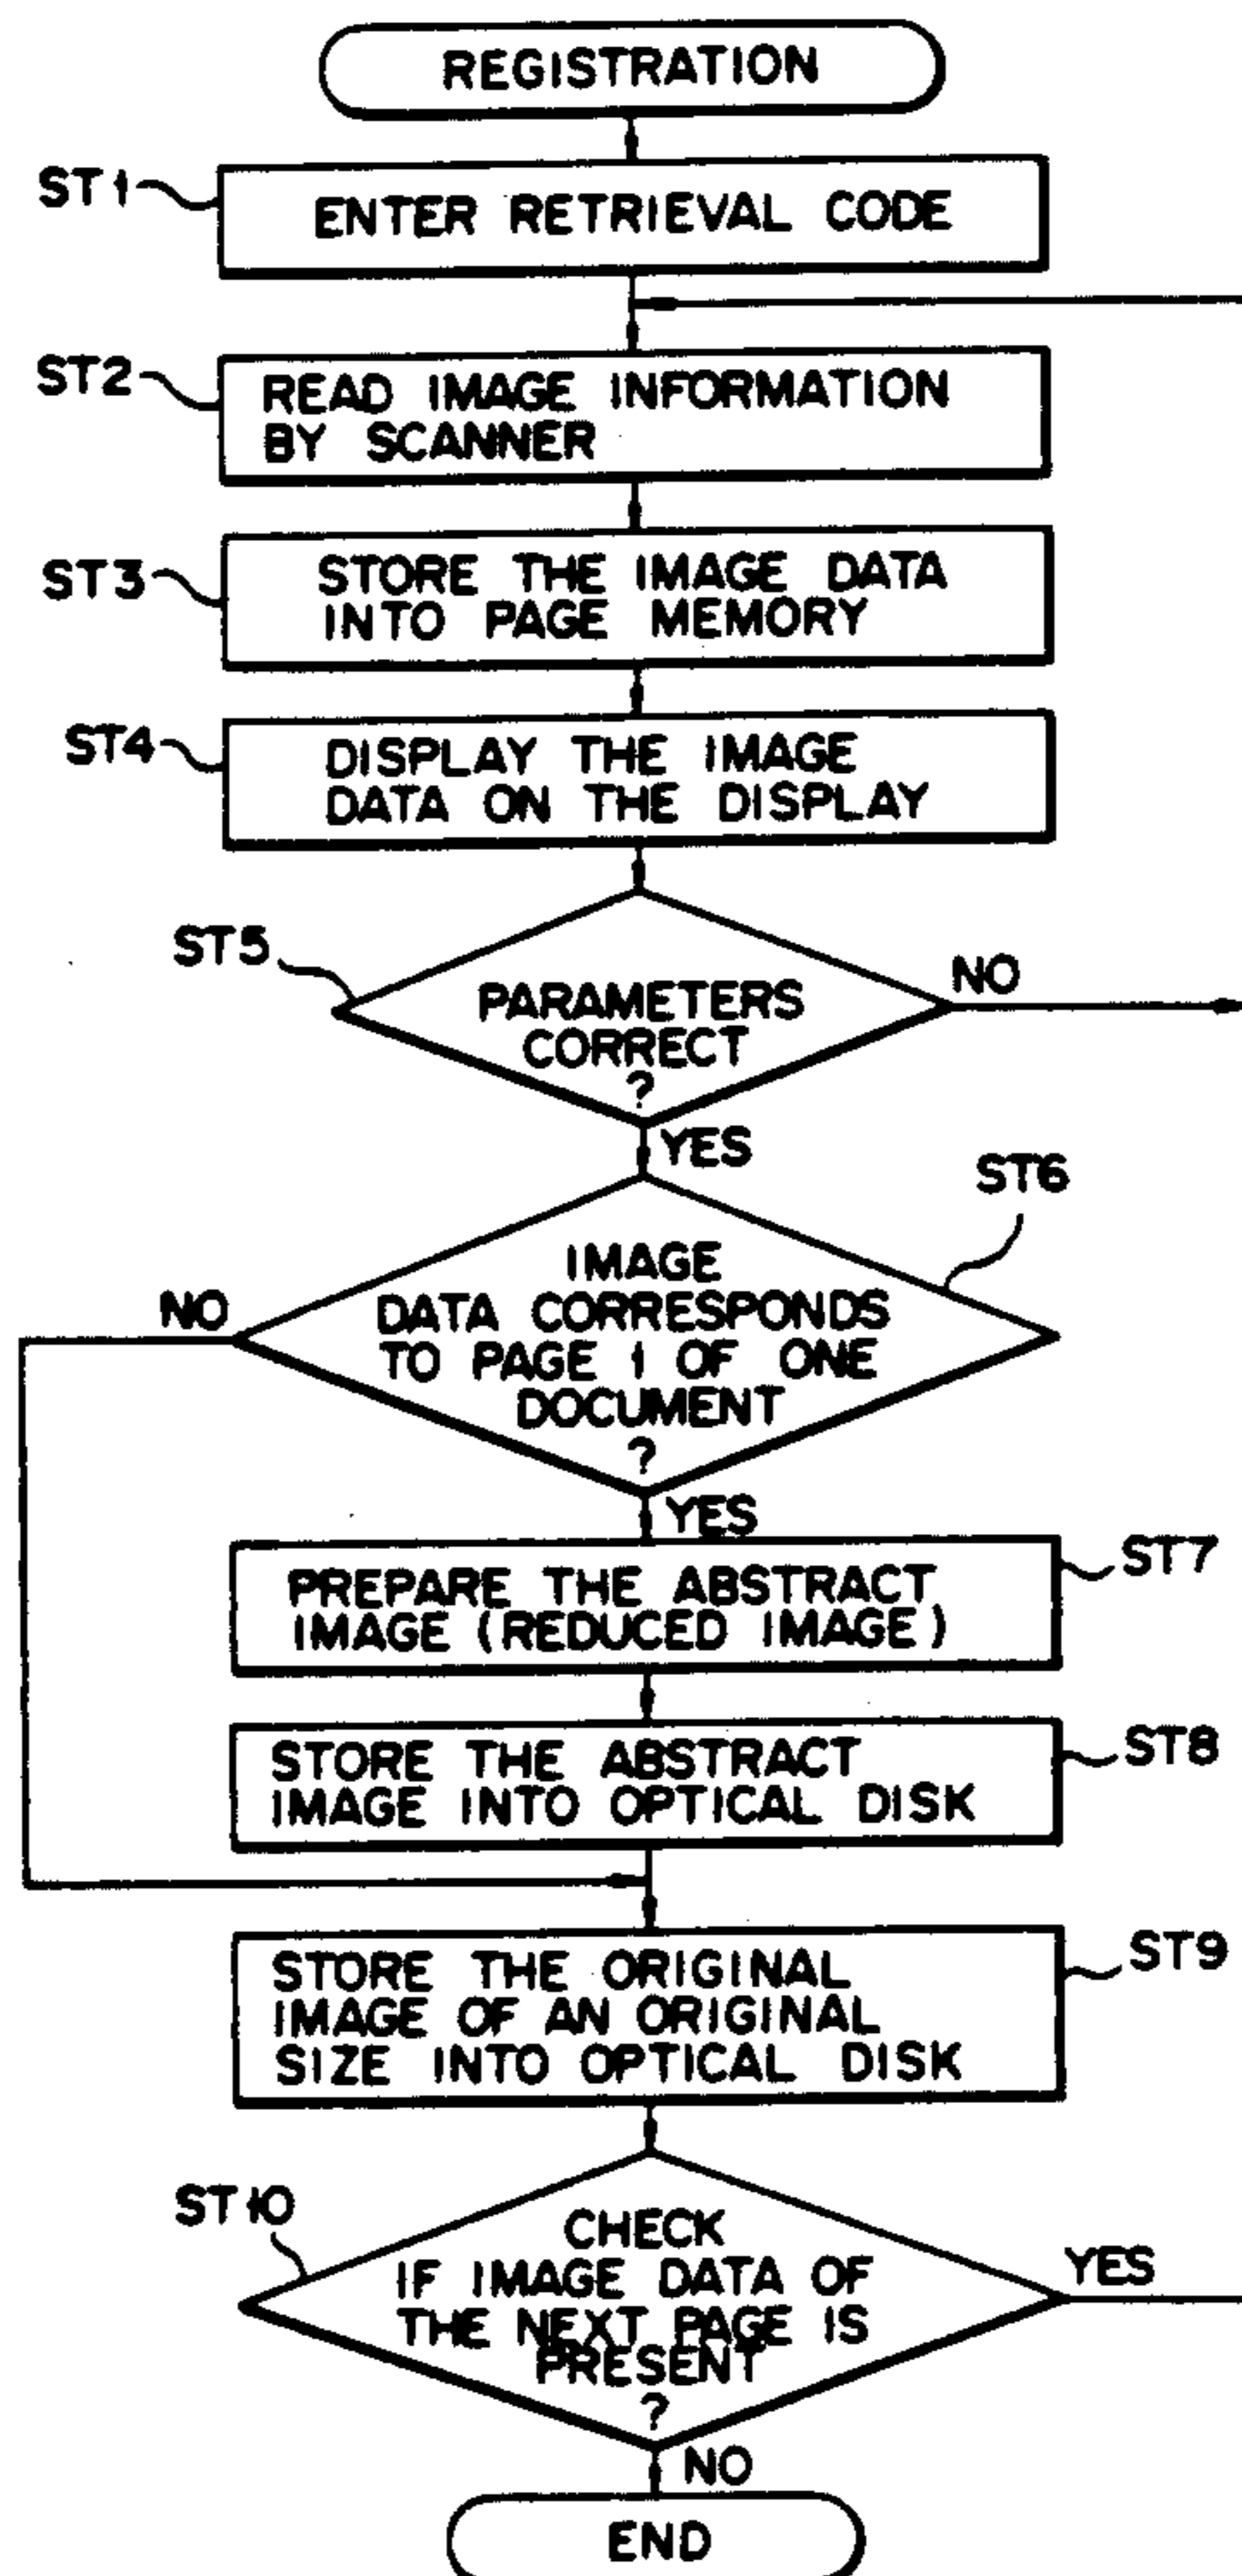 REGISTRATION
ST1
ENTER RETRIEVAL CODE
ST2
READ IMAGE INFORMATION
BY SCANNER
ST3
STORE THE IMAGE DATA
INTO PAGE MEMORY
ST4
DISPLAY THE IMAGE
DATA ON THE DISPLAY
ST5
PARAMETERS
CORRECT
?
NO
YES
ST6
IMAGE
DATA CORRESPONDS
TO PAGE 1 OF ONE
DOCUMENT
?
NO
YES
ST7
PREPARE THE ABSTRACT
IMAGE (REDUCED IMAGE)
ST8
STORE THE ABSTRACT
IMAGE INTO OPTICAL DISK
ST9
STORE THE ORIGINAL
IMAGE OF AN ORIGINAL
SIZE INTO OPTICAL DISK
ST10
CHECK
IF IMAGE DATA OF
THE NEXT PAGE IS
PRESENT
?
YES
NO
END